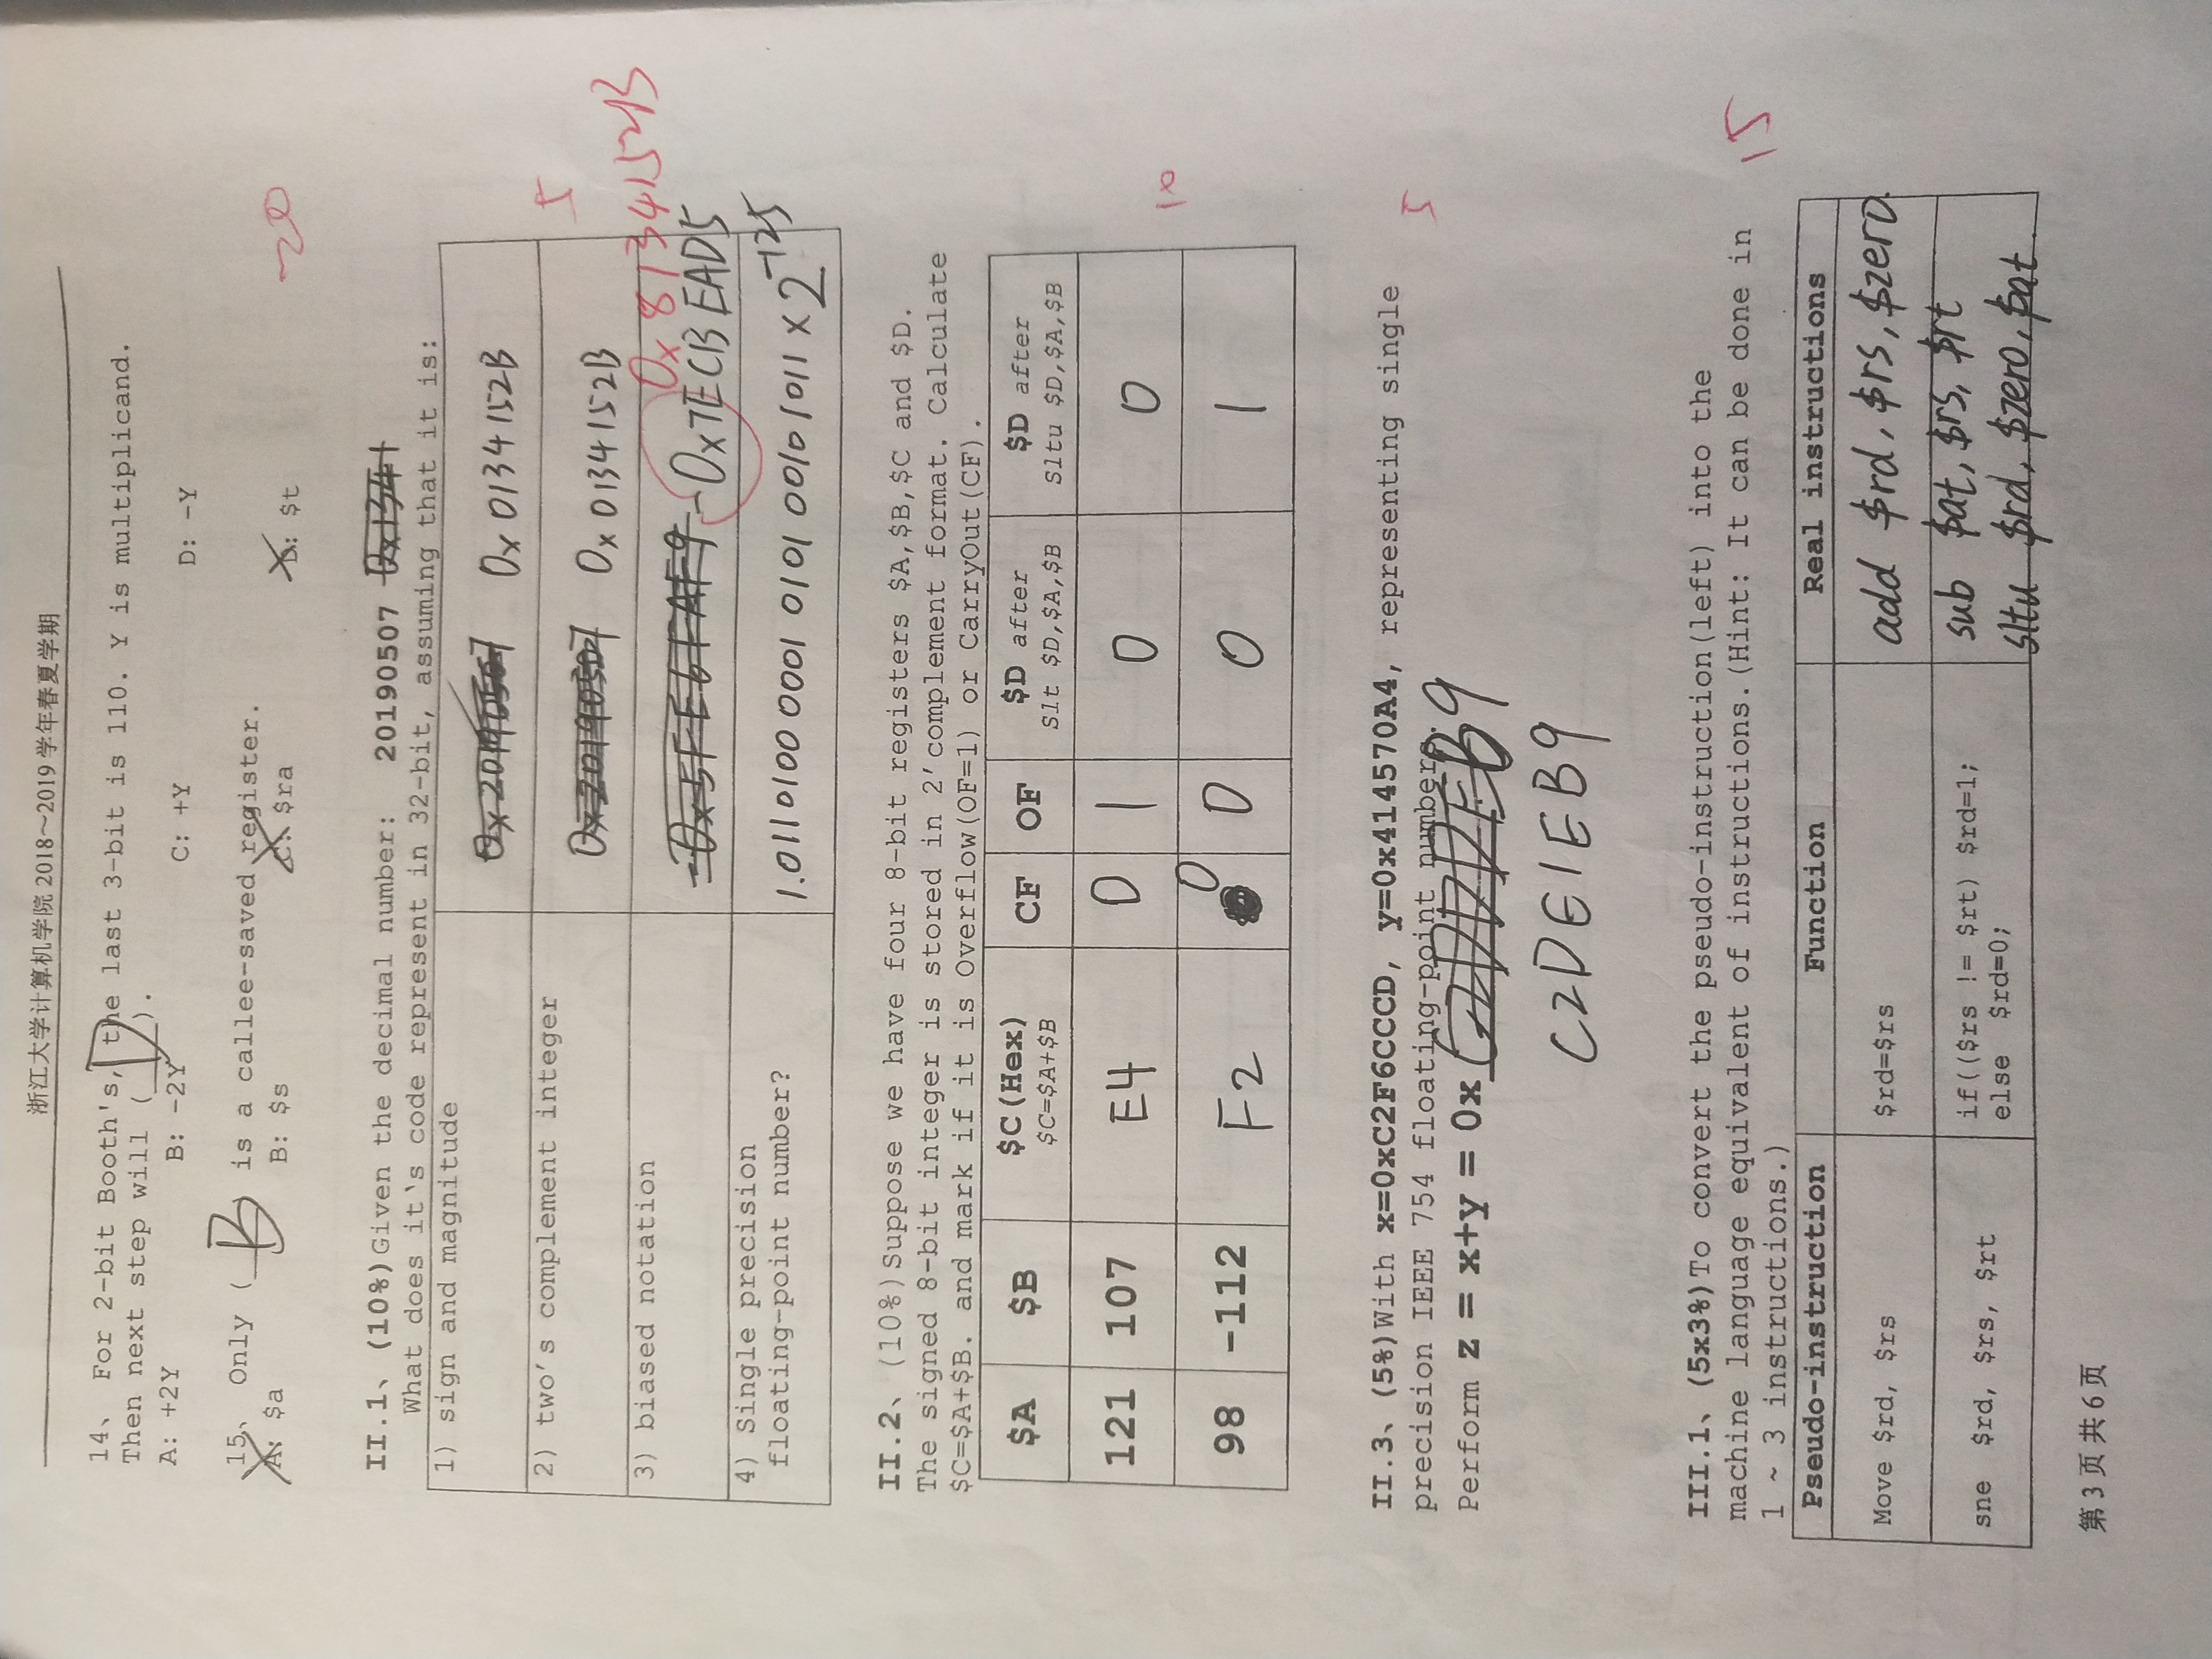 浙江大学计算机学院 2018~2019 学年春夏学期
14、 For 2-bit Booth's, the last 3-bit is 110. Y is multiplicand.
Then next step will ( D ).
A: +2Y B: -2Y C: +Y D: -Y
15、 Only ( B ) is a callee-saved register.
A: $a B: $s C: $ra D: $t
-20
II.1、 (10%)Given the decimal number: 20190507
What does it's code represent in 32-bit, assuming that it is:
1) sign and magnitude 0x20190507 0x0134152B
2) two's complement integer 0x20190507 0x0134152B
5
0x8134152B
3) biased notation -0x5FE6FAF9 -0x7ECBEAD5
4) Single precision
floating-point number? 1.0110100 0001 0101 00101011 x 2^-125
II.2、 (10%)Suppose we have four 8-bit registers $A,$B,$C and $D.
The signed 8-bit integer is stored in 2'complement format. Calculate
$C=$A+$B. and mark if it is Overflow(OF=1) or CarryOut(CF).
$A $B $C(Hex) CF OF $D after $D after
$C=$A+$B Slt $D,$A,$B Sltu $D,$A,$B
121 107 E4 0 1 0 0
10
98 -112 F2 0 0 0 1
II.3、 (5%)With x=0xC2F6CCCD, y=0x414570A4, representing single
precision IEEE 754 floating-point numbers.
5
Perform z = x+y = 0x
C2DE1EB9
III.1、 (5x3%)To convert the pseudo-instruction(left) into the
machine language equivalent of instructions.(Hint: It can be done in
15
1 ~ 3 instructions.)
Pseudo-instruction Function Real instructions
Move $rd, $rs $rd=$rs add $rd, $rs, $zero.
sne $rd, $rs, $rt if(($rs != $rt) $rd=1; sub $at, $rs, $rt
else $rd=0; sltu $rd, $zero, $at.
第 3 页 共 6 页